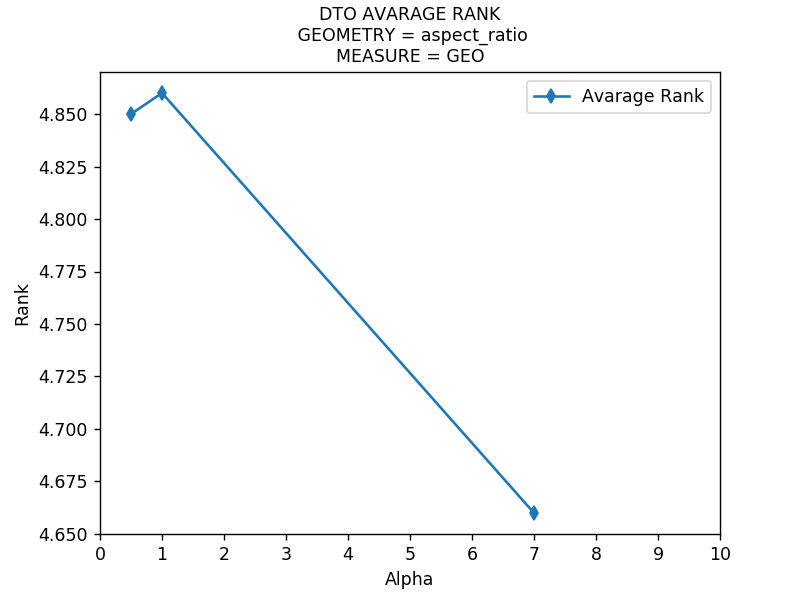 DTO AVARAGE RANK
GEOMETRY = aspect_ratio
MEASURE = GEO
Avarage Rank
4.850
4.825
4.800
4.775
4.750
4.725
4.700
4.675
4.650
Rank
0 1 2 3 4 5 6 7 8 9 10
Alpha